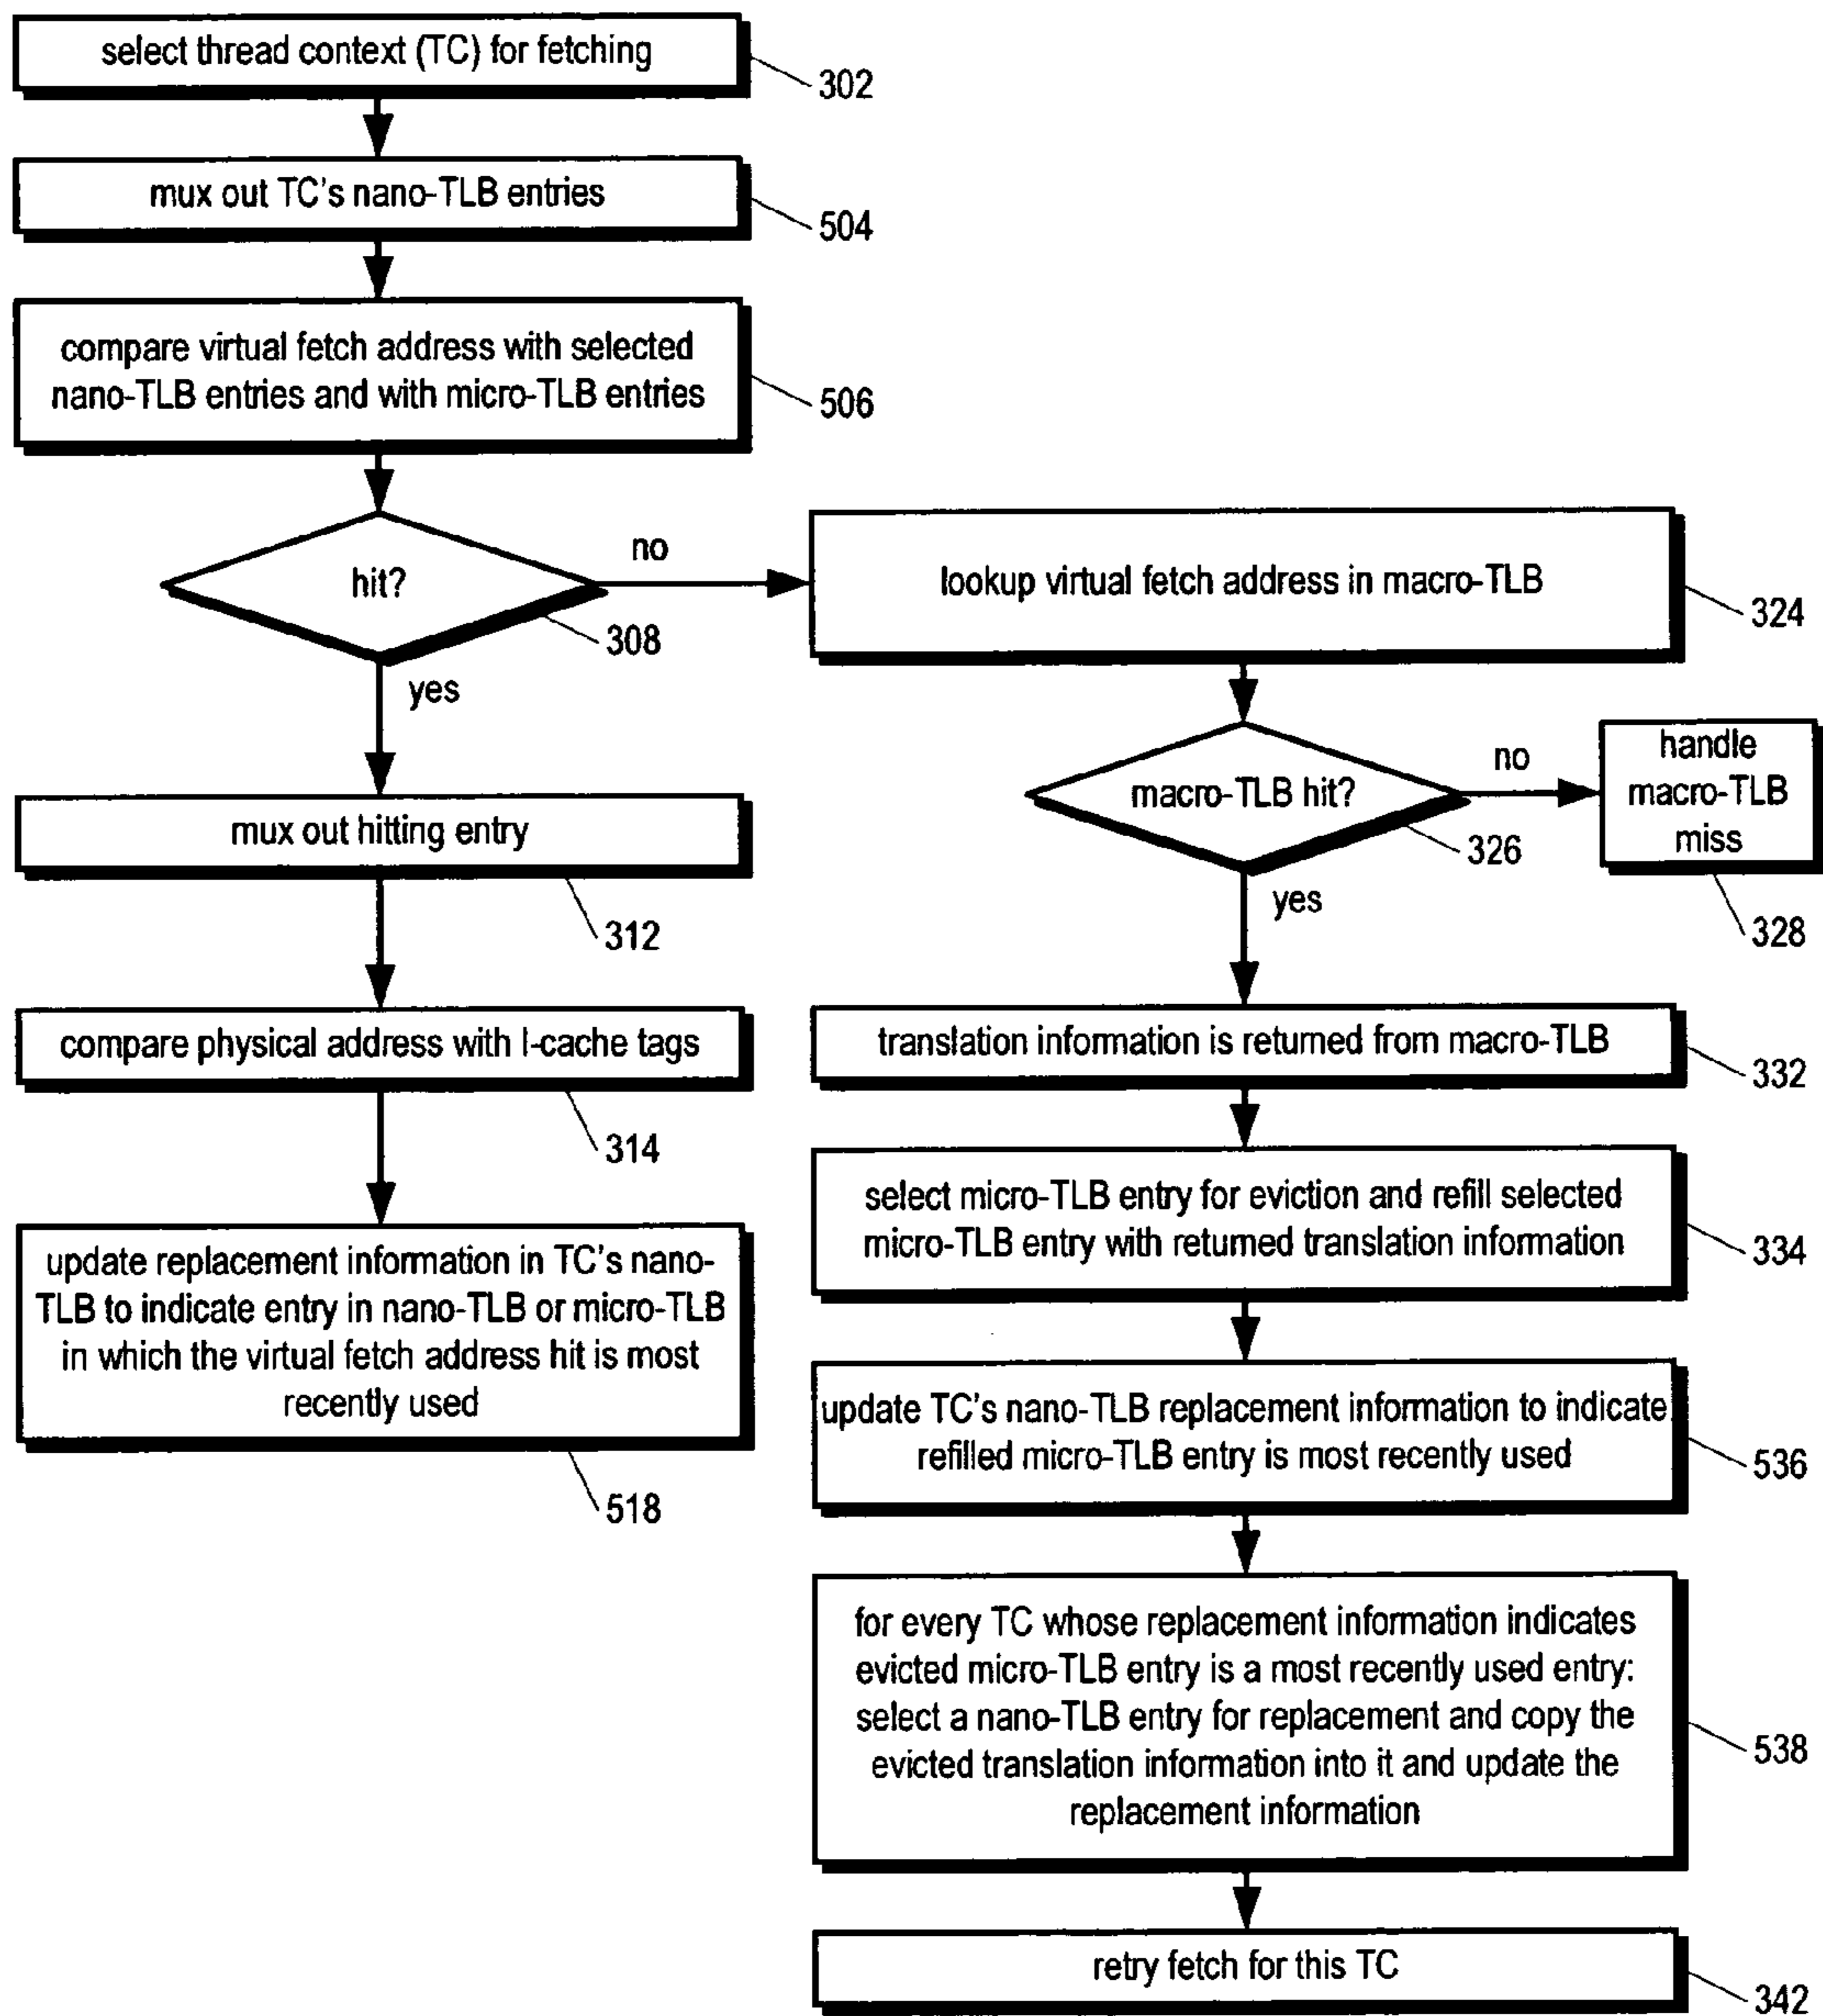 select thread context (TC) for fetching
302
mux out TC's nano-TLB entries
504
compare virtual fetch address with selected
nano-TLB entries and with micro-TLB entries
506
hit?
308
no
yes
lookup virtual fetch address in macro-TLB
324
macro-TLB hit?
326
no
yes
handle
macro-TLB
miss
328
mux out hitting entry
312
compare physical address with I-cache tags
314
update replacement information in TC's nano-
TLB to indicate entry in nano-TLB or micro-TLB
in which the virtual fetch address hit is most
recently used
518
translation information is returned from macro-TLB
332
select micro-TLB entry for eviction and refill selected
micro-TLB entry with returned translation information
334
update TC's nano-TLB replacement information to indicate
refilled micro-TLB entry is most recently used
536
for every TC whose replacement information indicates
evicted micro-TLB entry is a most recently used entry:
select a nano-TLB entry for replacement and copy the
evicted translation information into it and update the
replacement information
538
retry fetch for this TC
342